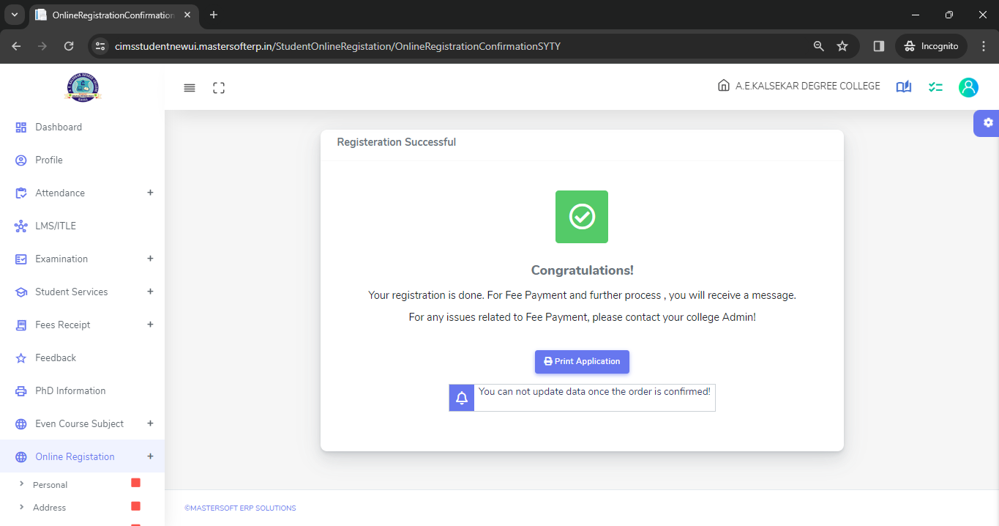 OnlineRegistrationConfirmation
cimsstudentnewui.mastersofterp.in/StudentOnlineRegistation/OnlineRegistrationConfirmationSYTY
Incognito
A.E.KALSEKAR DEGREE COLLEGE
Dashboard
Profile
Attendance +
LMS/ITLE
Examination +
Student Services +
Fees Receipt +
Feedback
PhD Information
Even Course Subject +
Online Registation +
Personal
Address
Registeration Successful
Congratulations!
Your registration is done. For Fee Payment and further process , you will receive a message.
For any issues related to Fee Payment, please contact your college Admin!
Print Application
You can not update data once the order is confirmed!
©MASTERSOFT ERP SOLUTIONS